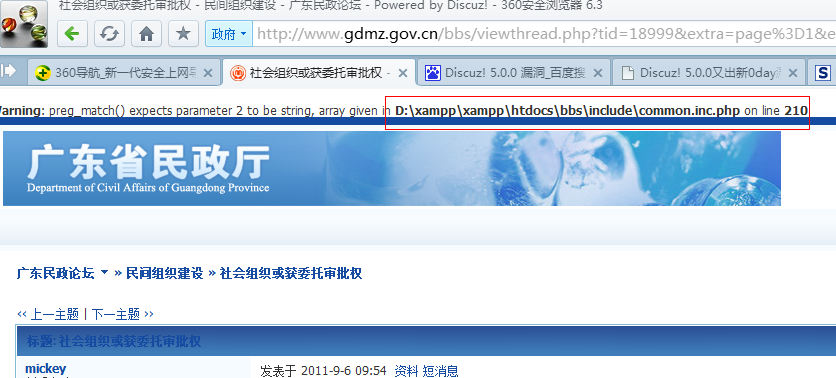 社会组织或获委托审批权 - 民间组织建设 - 广东民政论坛 - Powered by Discuz! - 360安全浏览器 6.3
政府 http://www.gdmz.gov.cn/bbs/viewthread.php?tid=18999&extra=page%3D1&e
360导航_新一代安全上网导 社会组织或获委托审批权 - Discuz! 5.0.0 漏洞_百度搜 Discuz! 5.0.0又出新0day漏 S
Warning: preg_match() expects parameter 2 to be string, array given in D:\xampp\xampp\htdocs\bbs\include\common.inc.php on line 210
广东省民政厅
Department of Civil Affairs of Guangdong Province
广东民政论坛 » 民间组织建设 » 社会组织或获委托审批权
‹‹ 上一主题 | 下一主题 ››
标题: 社会组织或获委托审批权
mickey 发表于 2011-9-6 09:54 资料 短消息